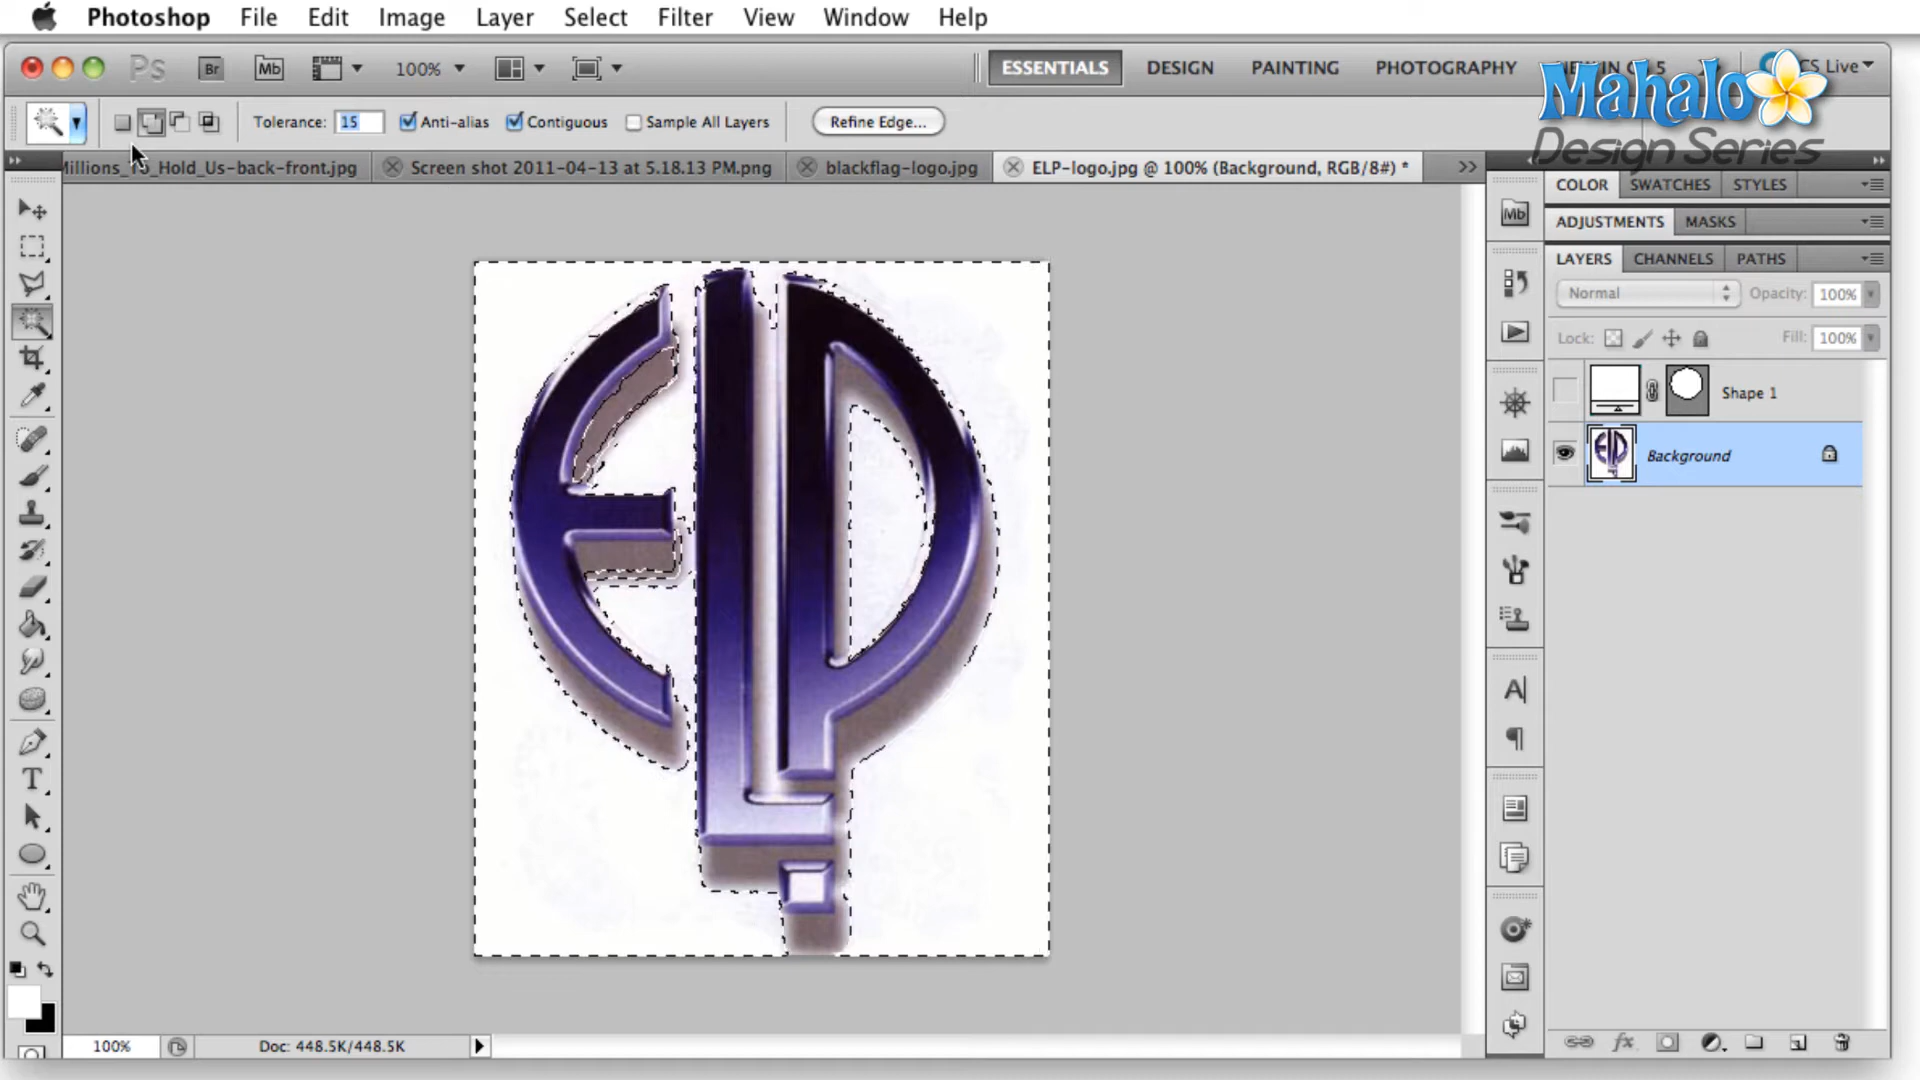 Photoshop File Edit Image Layer Select Filter View Window Help
Ps Br Mb 100% ESSENTIALS DESIGN PAINTING PHOTOGRAPHY CS Live
Mahalo
Design Series
Tolerance: 15 Anti-alias Contiguous Sample All Layers Refine Edge...
Millions_To_Hold_Us-back-front.jpg Screen shot 2011-04-13 at 5.18.13 PM.png blackflag-logo.jpg ELP-logo.jpg @ 100% (Background, RGB/8#) *
COLOR SWATCHES STYLES
Mb
ADJUSTMENTS MASKS
LAYERS CHANNELS PATHS
Normal Opacity: 100%
Lock: Fill: 100%
Shape 1
Background
ELP
100% Doc: 448.5K/448.5K